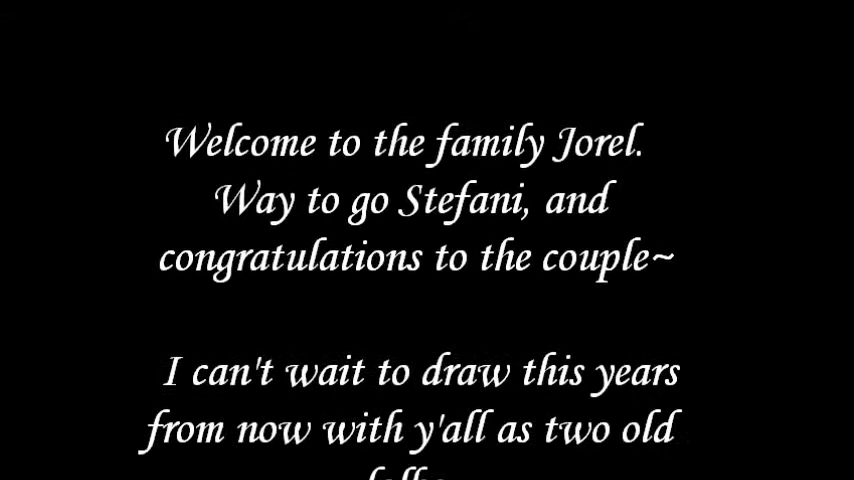 Welcome to the family Jorel.
Way to go Stefani, and
congratulations to the couple~
I can't wait to draw this years
from now with y'all as two old